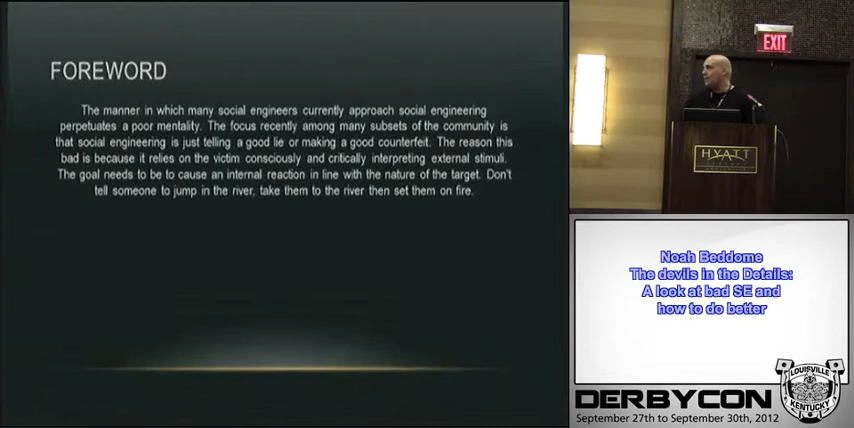 FOREWORD
The manner in which many social engineers currently approach social engineering
perpetuates a poor mentality. The focus recently among many subsets of the community is
that social engineering is just telling a good lie or making a good counterfeit. The reason this
bad is because it relies on the victim consciously and critically interpreting external stimuli.
The goal needs to be to cause an internal reaction in line with the nature of the target. Don't
tell someone to jump in the river, take them to the river then set them on fire.
EXIT
HYATT
Noah Beddome
The devils in the Details:
A look at bad SE and
how to do better
DERBYCON
September 27th to September 30th, 2012
LOUISVILLE
KENTUCKY